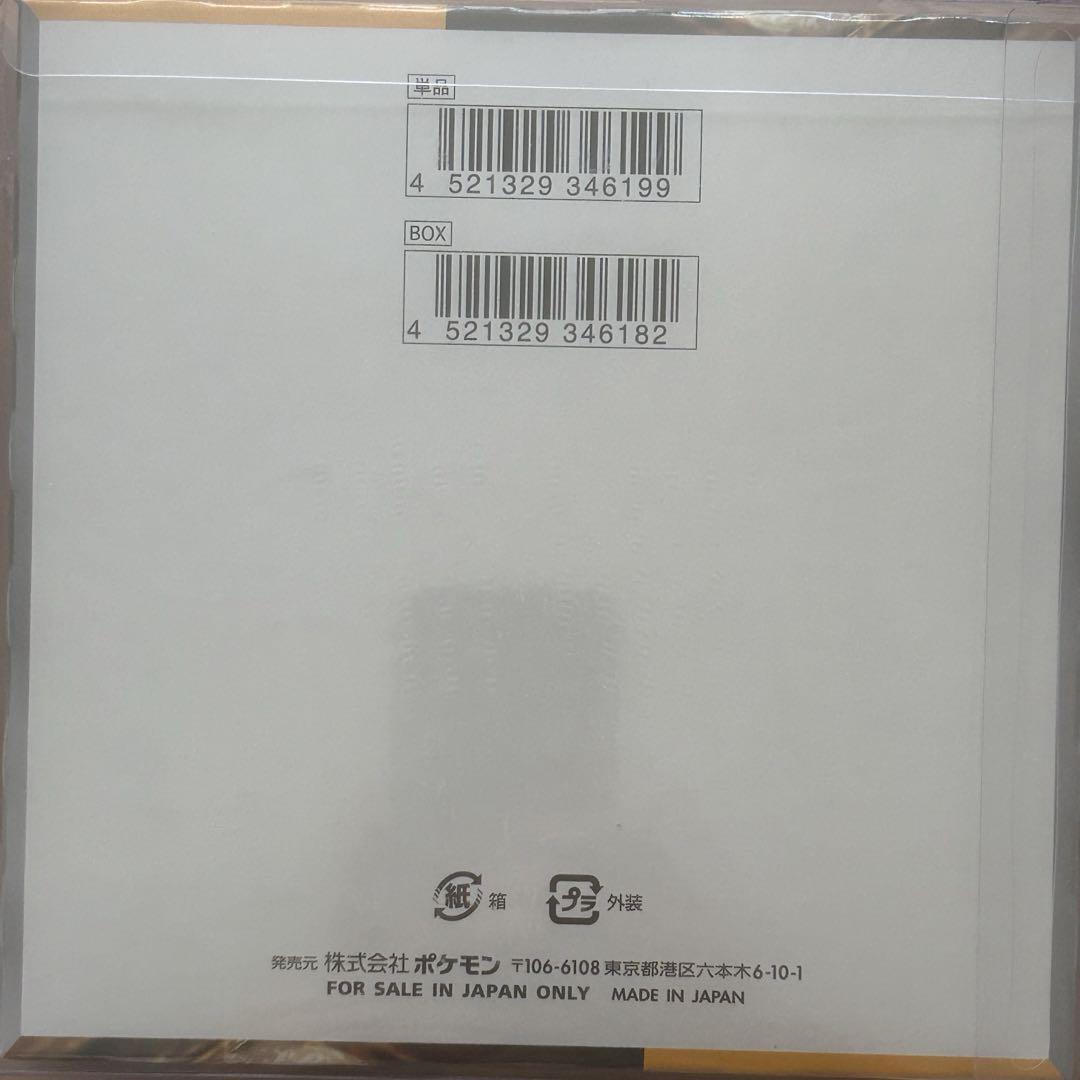 単品
4 521329 346199
BOX
4 521329 346182
紙 箱 プラ 外装
発売元 株式会社 ポケモン 〒106-6108 東京都港区六本木6-10-1
FOR SALE IN JAPAN ONLY MADE IN JAPAN